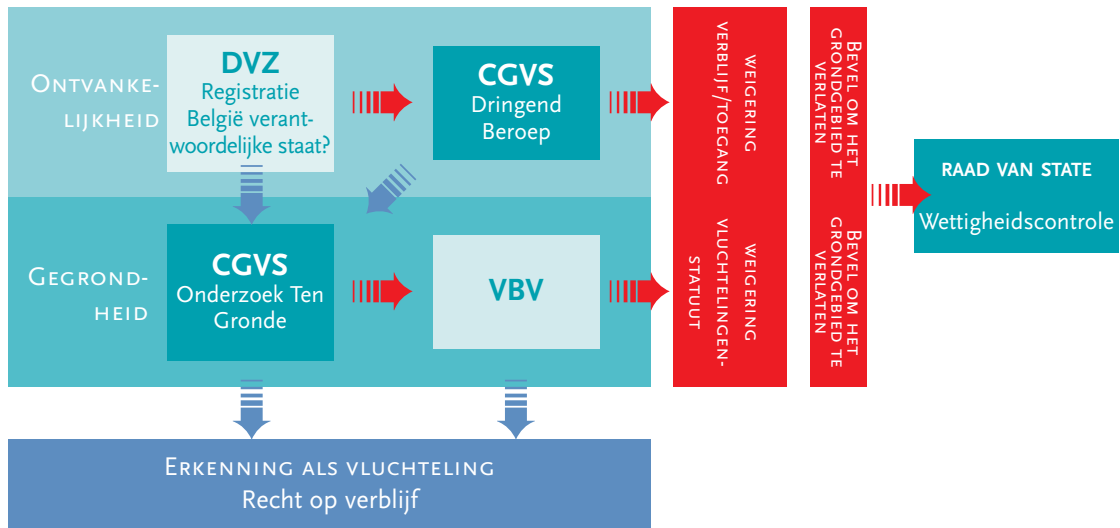 ONTVANKE-
LIJKHEID
DVZ
Registratie
België verant-
woordelijke staat?
CGVS
Dringend
Beroep
WEIGERING
VERBLIJF/TOEGANG
BEVEL OM HET
GRONDGEBIED TE
VERLATEN
RAAD VAN STATE
Wettigheidscontrole
GEGROND-
HEID
CGVS
Onderzoek Ten
Gronde
VBV
WEIGERING
VLUCHTELINGEN-
STATUUT
BEVEL OM HET
GRONDGEBIED TE
VERLATEN
ERKENNING ALS VLUCHTELING
Recht op verblijf